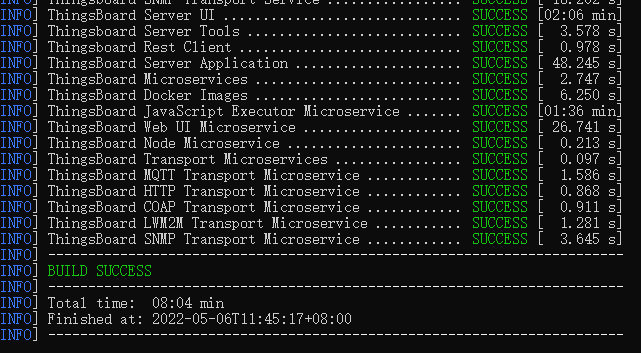 INFO] ThingsBoard SNMP Transport Service ................... SUCCESS [ 18.202 s]
INFO] ThingsBoard Server UI .............................. SUCCESS [02:06 min]
INFO] ThingsBoard Server Tools ........................... SUCCESS [  3.578 s]
INFO] ThingsBoard Rest Client ............................ SUCCESS [  0.978 s]
INFO] ThingsBoard Server Application ..................... SUCCESS [ 48.245 s]
INFO] ThingsBoard Microservices .......................... SUCCESS [  2.747 s]
INFO] ThingsBoard Docker Images .......................... SUCCESS [  6.250 s]
INFO] ThingsBoard JavaScript Executor Microservice ....... SUCCESS [01:36 min]
INFO] ThingsBoard Web UI Microservice .................... SUCCESS [ 26.741 s]
INFO] ThingsBoard Node Microservice ...................... SUCCESS [  0.213 s]
INFO] ThingsBoard Transport Microservices ................ SUCCESS [  0.097 s]
INFO] ThingsBoard MQTT Transport Microservice ............ SUCCESS [  1.586 s]
INFO] ThingsBoard HTTP Transport Microservice ............ SUCCESS [  0.868 s]
INFO] ThingsBoard COAP Transport Microservice ............ SUCCESS [  0.911 s]
INFO] ThingsBoard LWM2M Transport Microservice ........... SUCCESS [  1.281 s]
INFO] ThingsBoard SNMP Transport Microservice ............ SUCCESS [  3.645 s]
INFO] ------------------------------------------------------------------------
INFO] BUILD SUCCESS
INFO] ------------------------------------------------------------------------
INFO] Total time:  08:04 min
INFO] Finished at: 2022-05-06T11:45:17+08:00
INFO] ------------------------------------------------------------------------